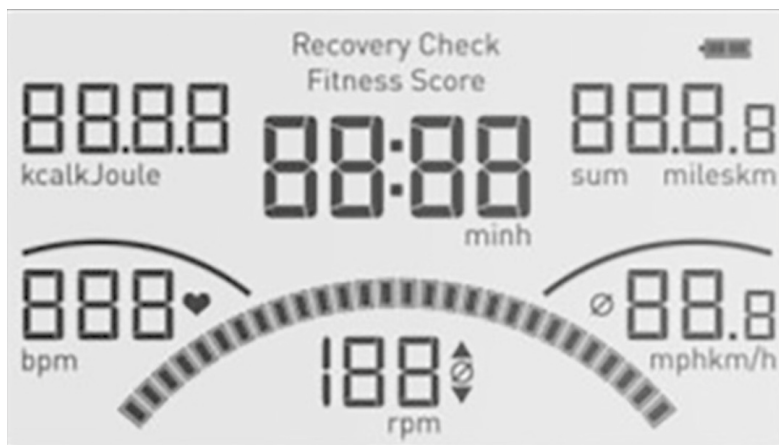 Recovery Check
Fitness Score
88.8.8
88:88
88.8.8
kcalkJoule
sum mileskm
minh
888
Ø 88.8
bpm
mphkm/h
188 Ø
rpm